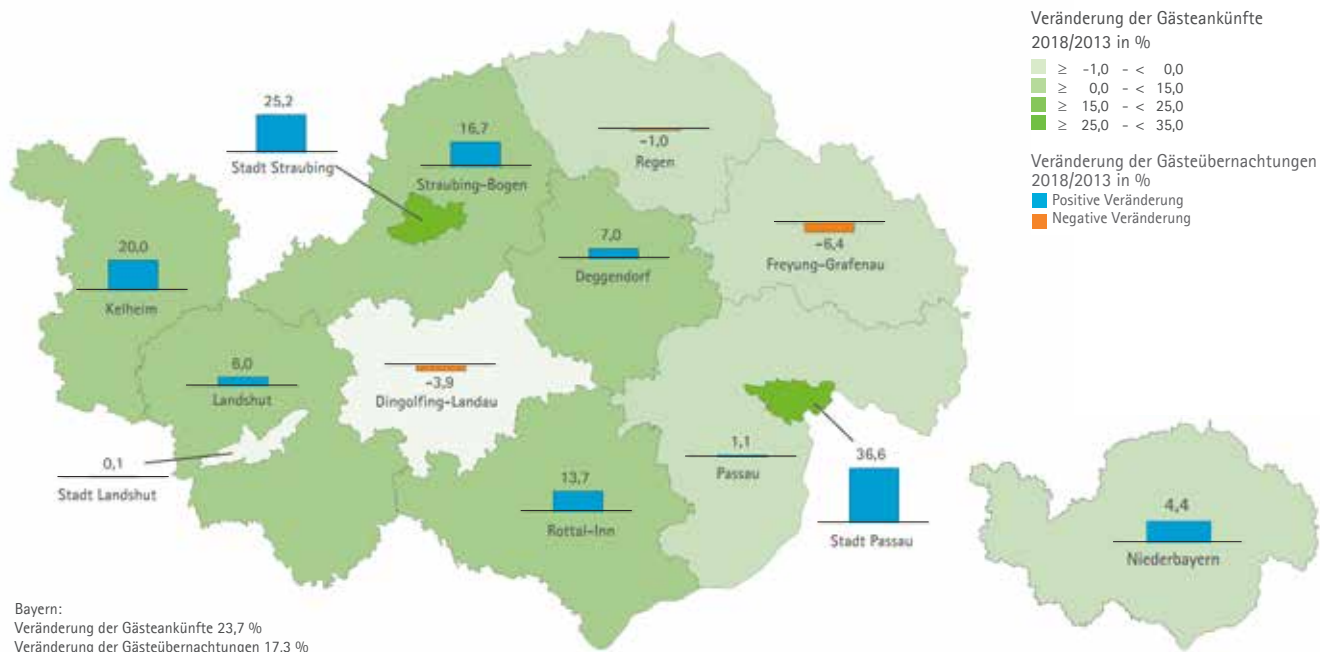 Veränderung der Gästeankünfte
2018/2013 in %
≥ -1,0 - < 0,0
≥ 0,0 - < 15,0
≥ 15,0 - < 25,0
≥ 25,0 - < 35,0
Veränderung der Gästeübernachtungen
2018/2013 in %
Positive Veränderung
Negative Veränderung
25,2
Stadt Straubing
16,7
Straubing-Bogen
-1,0
Regen
20,0
Kelheim
7,0
Deggendorf
-6,4
Freyung-Grafenau
6,0
Landshut
-3,9
Dingolfing-Landau
0,1
Stadt Landshut
13,7
Rottal-Inn
1,1
Passau
36,6
Stadt Passau
4,4
Niederbayern
Bayern:
Veränderung der Gästeankünfte 23,7 %
Veränderung der Gästeübernachtungen 17,3 %